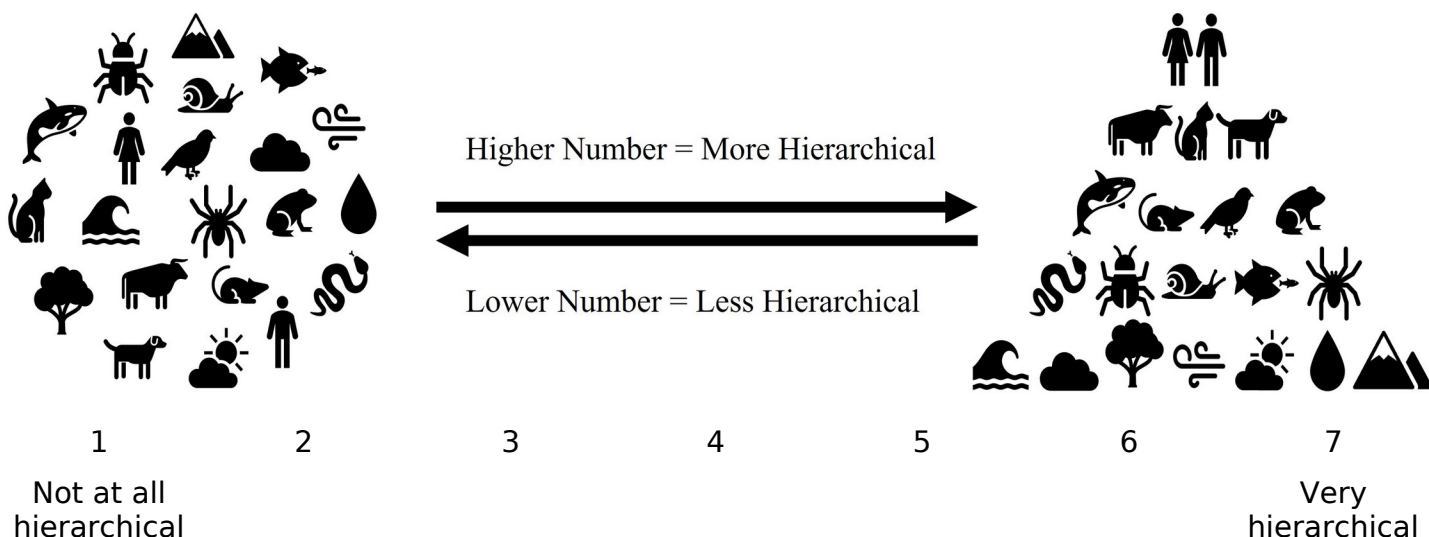 Higher Number = More Hierarchical
Lower Number = Less Hierarchical
1 2 3 4 5 6 7
Not at all
hierarchical
Very
hierarchical